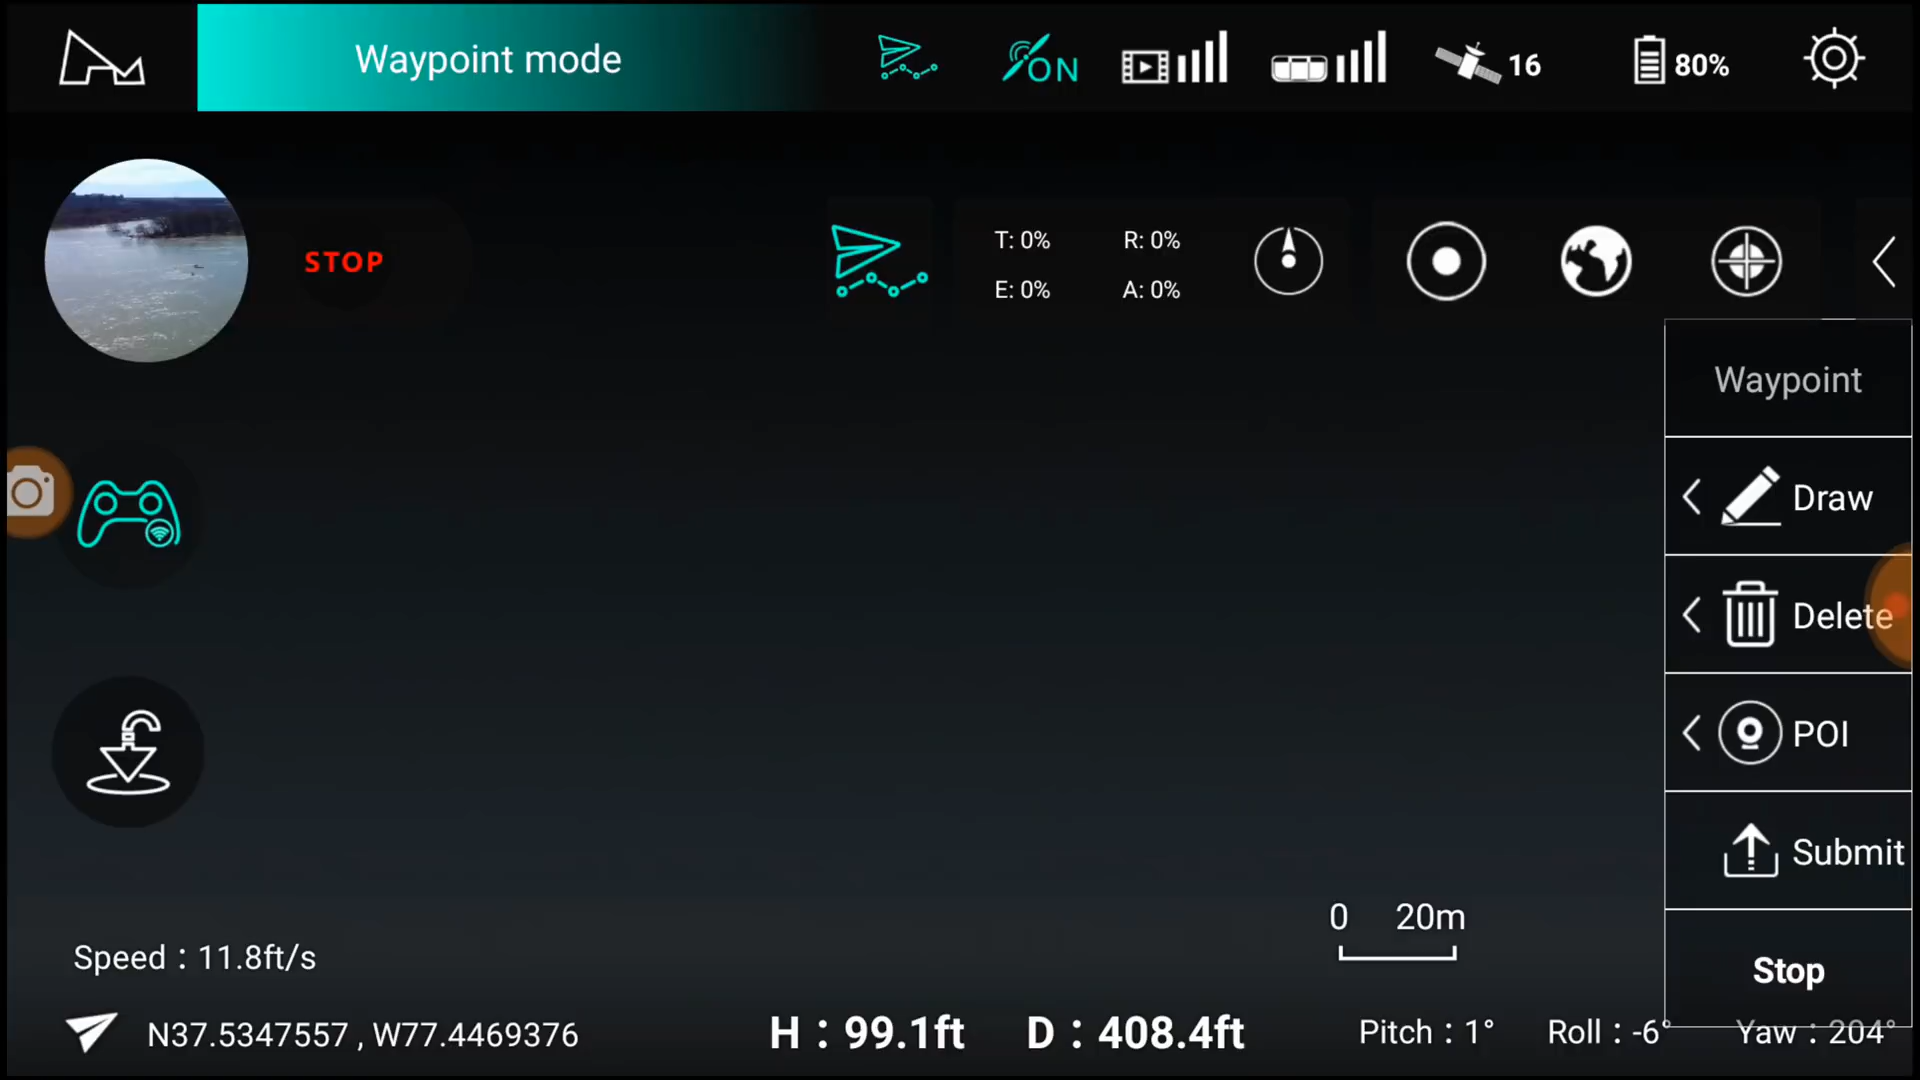 Waypoint mode
ON
16
80%
STOP
T: 0% R: 0%
E: 0% A: 0%
Waypoint
Draw
Delete
POI
Submit
Stop
0 20m
Speed : 11.8ft/s
N37.5347557 , W77.4469376
H : 99.1ft D : 408.4ft
Pitch : 1° Roll : -6° Yaw : 204°